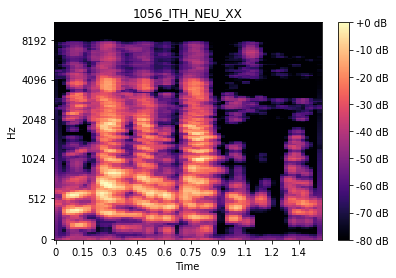 1056_ITH_NEU_XX
+0 dB
8192
-10 dB
4096
-20 dB
-30 dB
2048
Hz
-40 dB
1024
-50 dB
512
-60 dB
-70 dB
0
-80 dB
0 0.15 0.3 0.45 0.6 0.75 0.9 1.1 1.2 1.4
Time